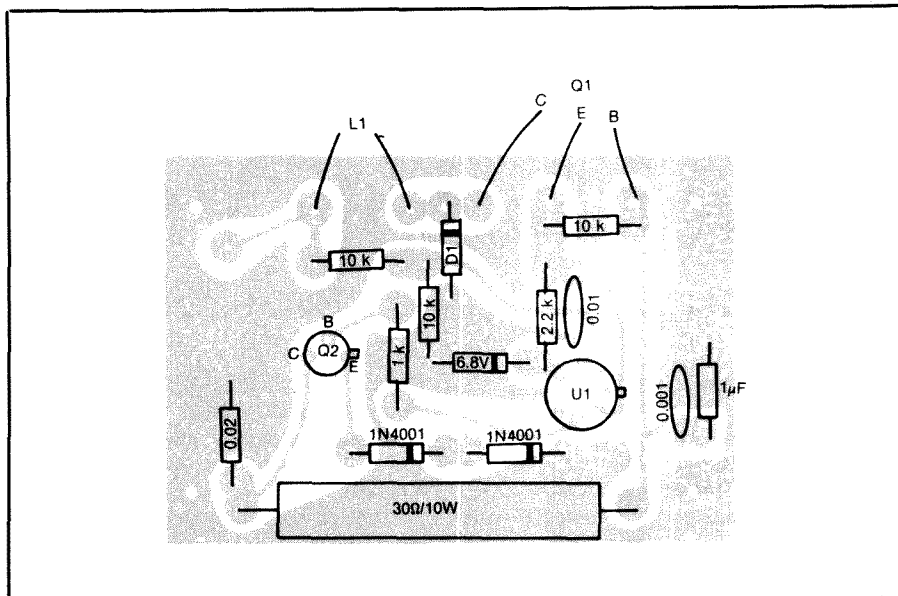 Q1
C
E
B
L1
10 k
D1
10 k
10 k
2.2 k
0.01
B
C
Q2
E
1 k
6.8V
U1
0.001
1μF
0.02
1N4001
1N4001
30Ω/10W